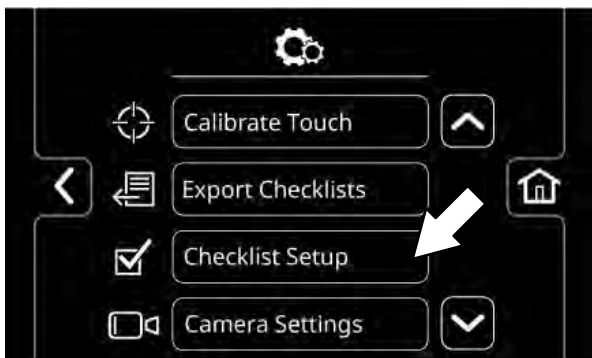 Calibrate Touch
Export Checklists
Checklist Setup
Camera Settings